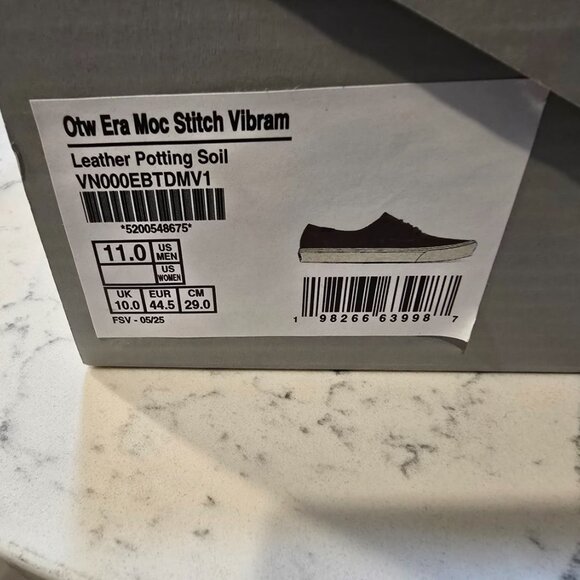 Otw Era Moc Stitch Vibram
Leather Potting Soil
VN000EBTDMV1
*5200548675*
11.0 US MEN
US WOMEN
UK EUR CM
10.0 44.5 29.0
FSV - 05/25
1 98266 63998 7